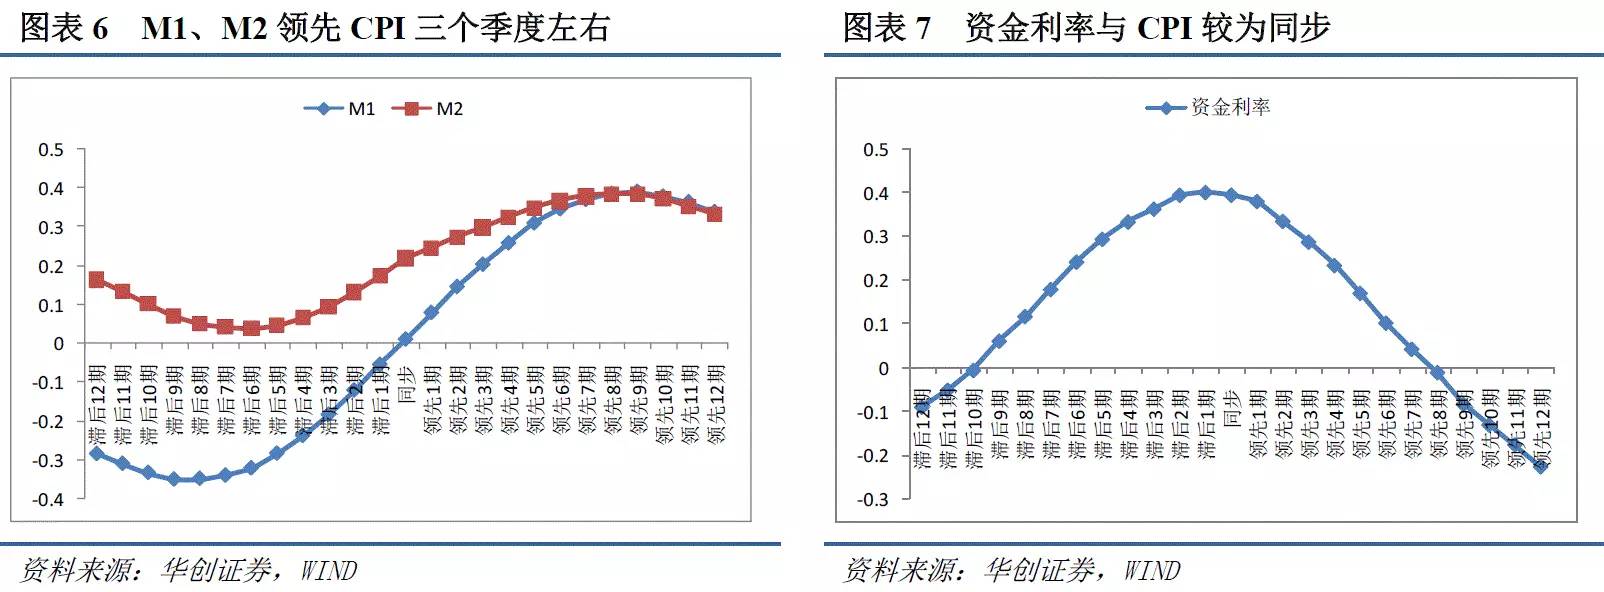 图表 6 M1、M2 领先 CPI 三个季度左右
M1 M2
0.5
0.4
0.3
0.2
0.1
0
-0.1
-0.2
-0.3
-0.4
滞后12期
滞后11期
滞后10期
滞后9期
滞后8期
滞后7期
滞后6期
滞后5期
滞后4期
滞后3期
滞后2期
滞后1期
同步
领先1期
领先2期
领先3期
领先4期
领先5期
领先6期
领先7期
领先8期
领先9期
领先10期
领先11期
领先12期
资料来源：华创证券，WIND
图表 7 资金利率与 CPI 较为同步
资金利率
0.5
0.4
0.3
0.2
0.1
0
-0.1
-0.2
-0.3
滞后12期
滞后11期
滞后10期
滞后9期
滞后8期
滞后7期
滞后6期
滞后5期
滞后4期
滞后3期
滞后2期
滞后1期
同步
领先1期
领先2期
领先3期
领先4期
领先5期
领先6期
领先7期
领先8期
领先9期
领先10期
领先11期
领先12期
资料来源：华创证券，WIND